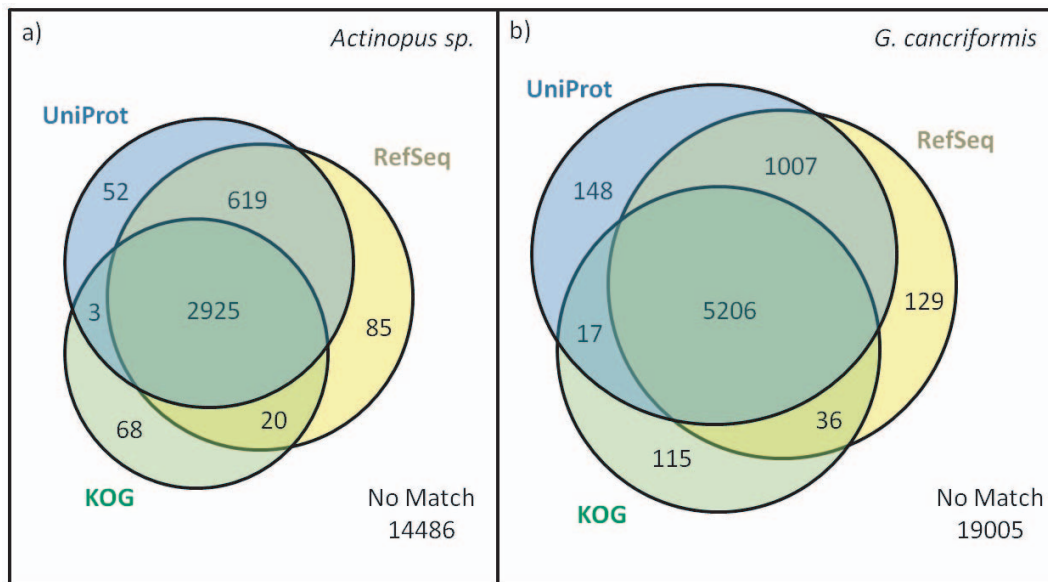 a)
Actinopus sp.
UniProt
RefSeq
52
619
3
2925
85
68
20
KOG
No Match
14486
b)
G. cancriformis
UniProt
RefSeq
148
1007
17
5206
129
115
36
KOG
No Match
19005